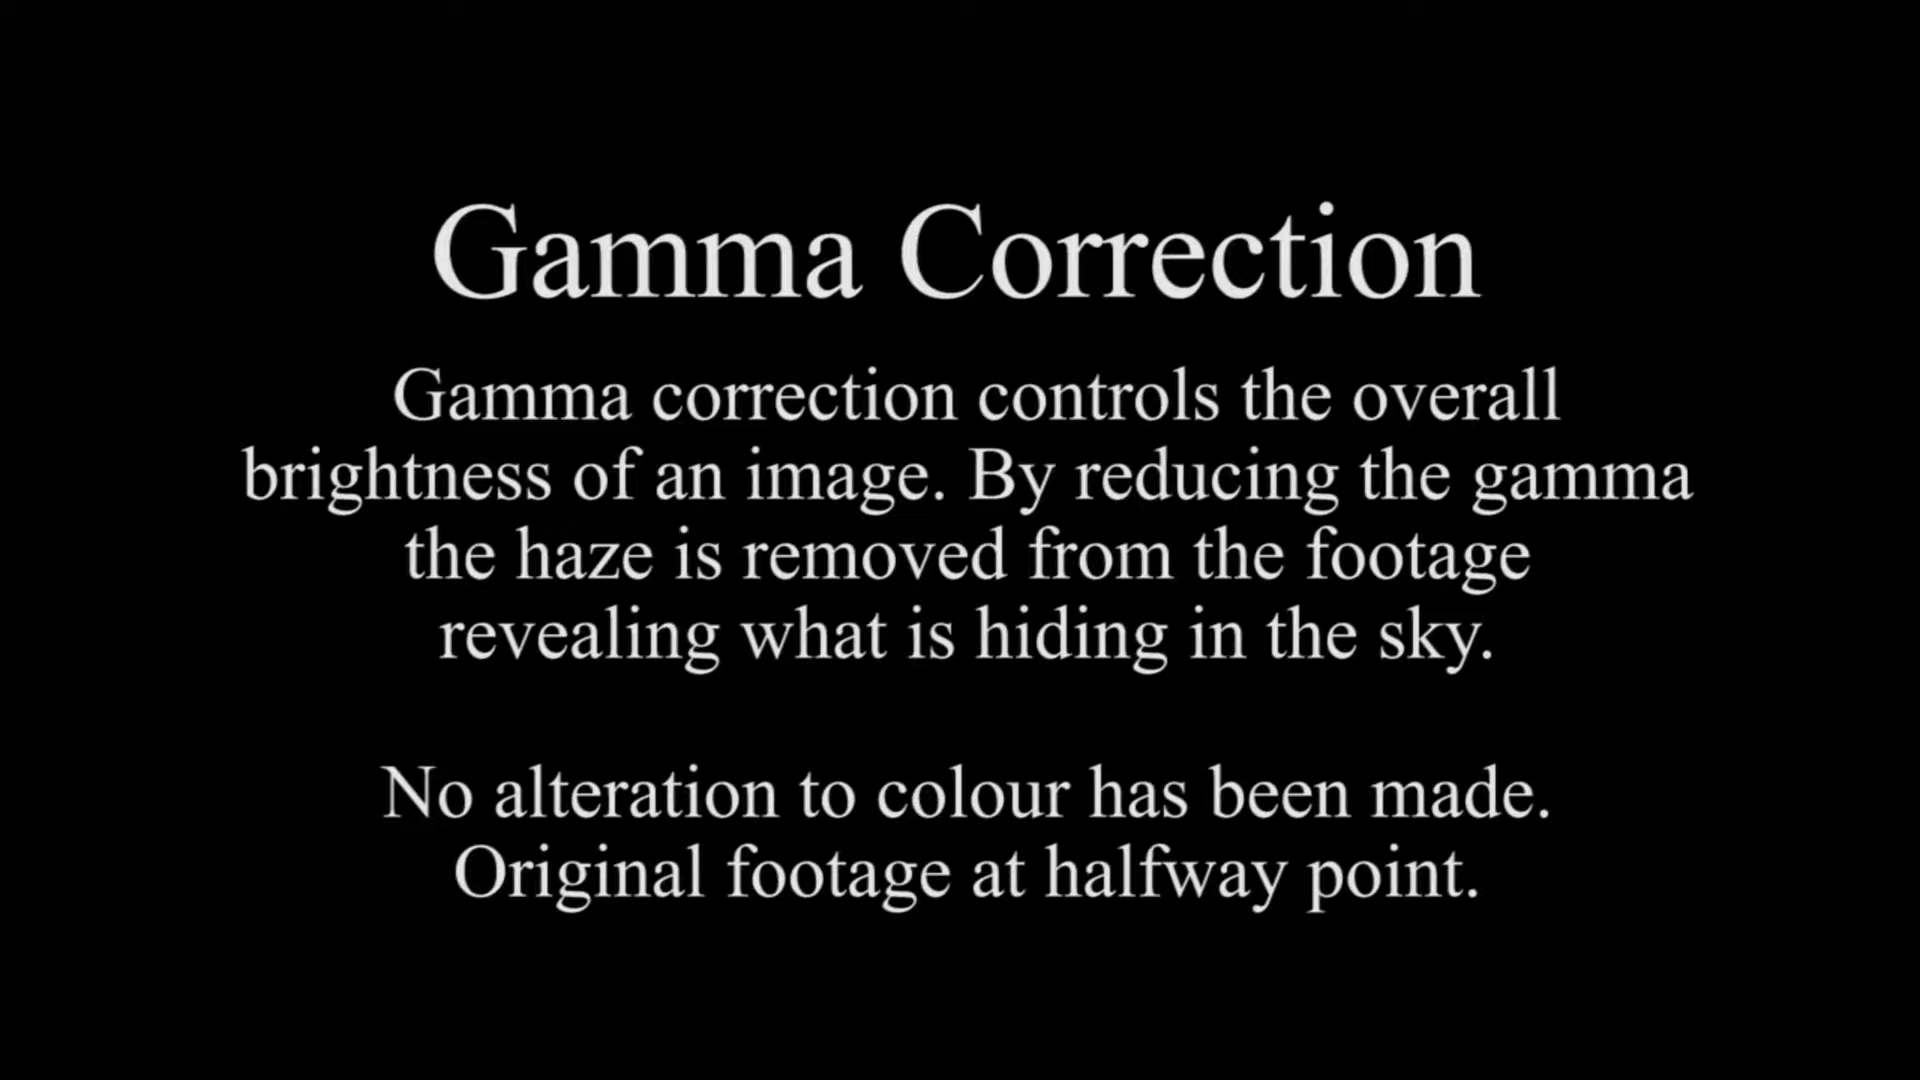 Gamma Correction
Gamma correction controls the overall
brightness of an image. By reducing the gamma
the haze is removed from the footage
revealing what is hiding in the sky.
No alteration to colour has been made.
Original footage at halfway point.